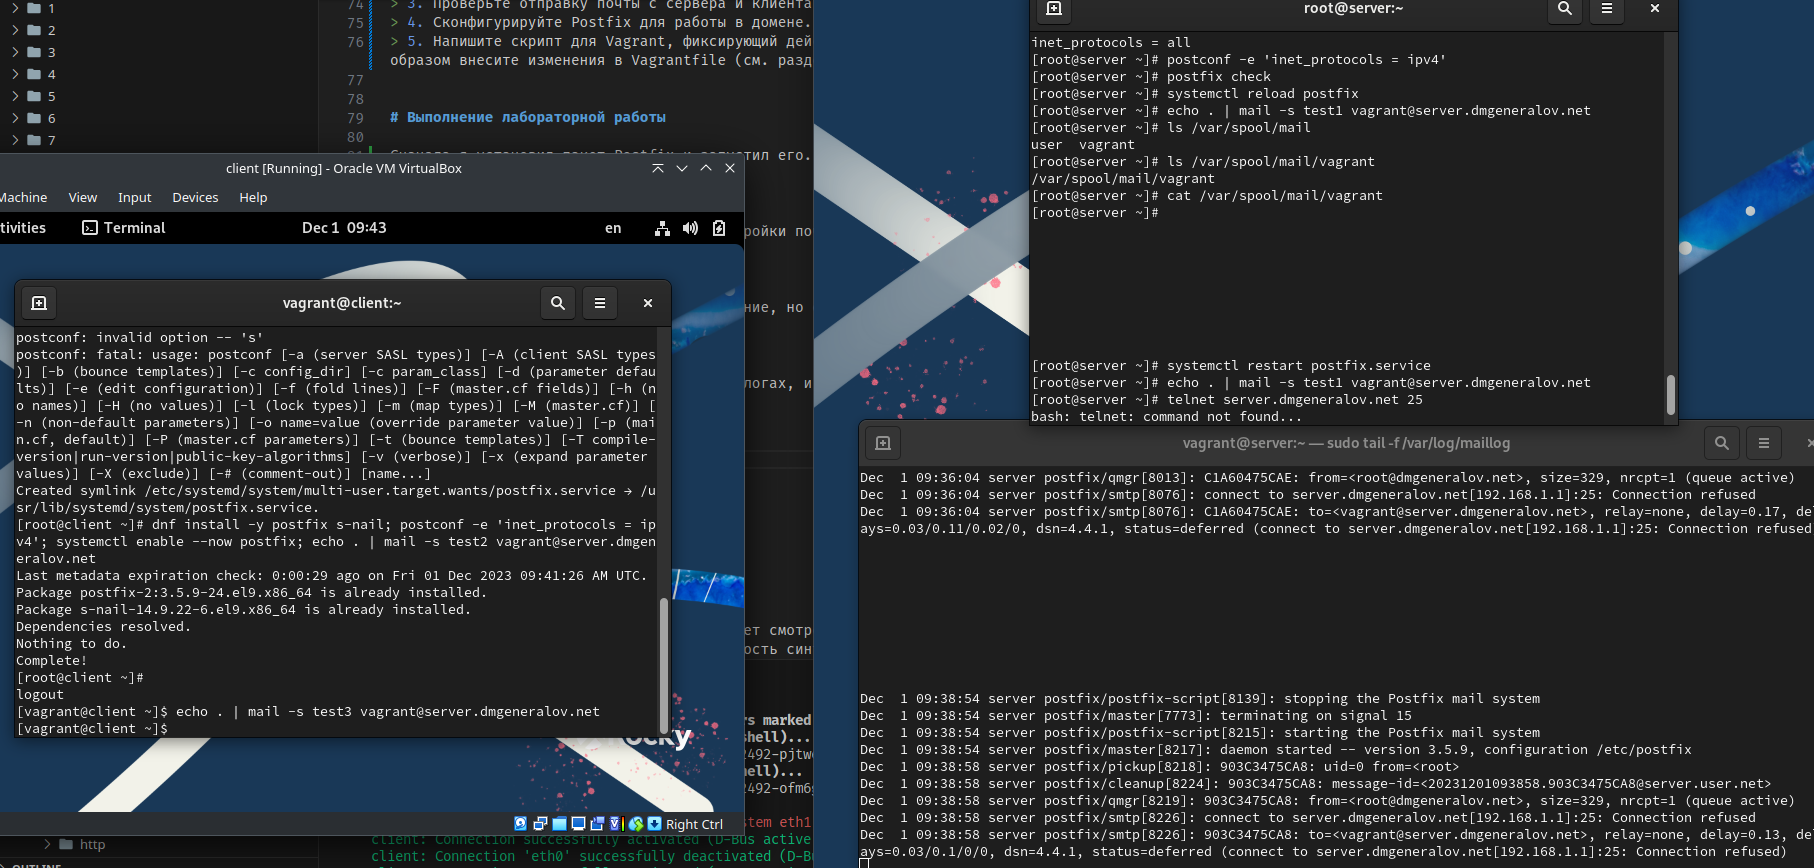 1
2
3
4
5
6
7
74
> 3. Проверьте отправку почты с сервера и клиента
75
> 4. Сконфигурируйте Postfix для работы в домене.
76
> 5. Напишите скрипт для Vagrant, фиксирующий дей
образом внесите изменения в Vagrantfile (см. разд
77
78
79
# Выполнение лабораторной работы
80
client [Running] - Oracle VM VirtualBox
Machine View Input Devices Help
tivities Terminal Dec 1 09:43 en
vagrant@client:~
postconf: invalid option -- 's'
postconf: fatal: usage: postconf [-a (server SASL types)] [-A (client SASL types
)] [-b (bounce templates)] [-c config_dir] [-c param_class] [-d (parameter defau
lts)] [-e (edit configuration)] [-f (fold lines)] [-F (master.cf fields)] [-h (n
o names)] [-H (no values)] [-l (lock types)] [-m (map types)] [-M (master.cf)] [
-n (non-default parameters)] [-o name=value (override parameter value)] [-p (mai
n.cf, default)] [-P (master.cf parameters)] [-t (bounce templates)] [-T compile-
version|run-version|public-key-algorithms] [-v (verbose)] [-x (expand parameter
values)] [-X (exclude)] [-# (comment-out)] [name...]
Created symlink /etc/systemd/system/multi-user.target.wants/postfix.service → /u
sr/lib/systemd/system/postfix.service.
[root@client ~]# dnf install -y postfix s-nail; postconf -e 'inet_protocols = ip
v4'; systemctl enable --now postfix; echo . | mail -s test2 vagrant@server.dmgen
eralov.net
Last metadata expiration check: 0:00:29 ago on Fri 01 Dec 2023 09:41:26 AM UTC.
Package postfix-2:3.5.9-24.el9.x86_64 is already installed.
Package s-nail-14.9.22-6.el9.x86_64 is already installed.
Dependencies resolved.
Nothing to do.
Complete!
[root@client ~]#
logout
[vagrant@client ~]$ echo . | mail -s test3 vagrant@server.dmgeneralov.net
[vagrant@client ~]$
Right Ctrl
http
OUTLINE
тил его.
ройки по
ние, но
логах, и
ет смотр
ость син
rs marked
shell)...
2492-pjtw
hell)...
2492-ofm6
stem eth1
client: Connection successfully activated (D-Bus active
client: Connection 'eth0' successfully deactivated (D-Bu
root@server:~
inet_protocols = all
[root@server ~]# postconf -e 'inet_protocols = ipv4'
[root@server ~]# postfix check
[root@server ~]# systemctl reload postfix
[root@server ~]# echo . | mail -s test1 vagrant@server.dmgeneralov.net
[root@server ~]# ls /var/spool/mail
user  vagrant
[root@server ~]# ls /var/spool/mail/vagrant
/var/spool/mail/vagrant
[root@server ~]# cat /var/spool/mail/vagrant
[root@server ~]#
[root@server ~]# systemctl restart postfix.service
[root@server ~]# echo . | mail -s test1 vagrant@server.dmgeneralov.net
[root@server ~]# telnet server.dmgeneralov.net 25
bash: telnet: command not found...
vagrant@server:~ — sudo tail -f /var/log/maillog
Dec  1 09:36:04 server postfix/qmgr[8013]: C1A60475CAE: from=<root@dmgeneralov.net>, size=329, nrcpt=1 (queue active)
Dec  1 09:36:04 server postfix/smtp[8076]: connect to server.dmgeneralov.net[192.168.1.1]:25: Connection refused
Dec  1 09:36:04 server postfix/smtp[8076]: C1A60475CAE: to=<vagrant@server.dmgeneralov.net>, relay=none, delay=0.17, del
ays=0.03/0.11/0.02/0, dsn=4.4.1, status=deferred (connect to server.dmgeneralov.net[192.168.1.1]:25: Connection refused
Dec  1 09:38:54 server postfix/postfix-script[8139]: stopping the Postfix mail system
Dec  1 09:38:54 server postfix/master[7773]: terminating on signal 15
Dec  1 09:38:54 server postfix/postfix-script[8215]: starting the Postfix mail system
Dec  1 09:38:54 server postfix/master[8217]: daemon started -- version 3.5.9, configuration /etc/postfix
Dec  1 09:38:58 server postfix/pickup[8218]: 903C3475CA8: uid=0 from=<root>
Dec  1 09:38:58 server postfix/cleanup[8224]: 903C3475CA8: message-id=<20231201093858.903C3475CA8@server.user.net>
Dec  1 09:38:58 server postfix/qmgr[8219]: 903C3475CA8: from=<root@dmgeneralov.net>, size=329, nrcpt=1 (queue active)
Dec  1 09:38:58 server postfix/smtp[8226]: connect to server.dmgeneralov.net[192.168.1.1]:25: Connection refused
Dec  1 09:38:58 server postfix/smtp[8226]: 903C3475CA8: to=<vagrant@server.dmgeneralov.net>, relay=none, delay=0.13, de
ays=0.03/0.1/0/0, dsn=4.4.1, status=deferred (connect to server.dmgeneralov.net[192.168.1.1]:25: Connection refused)